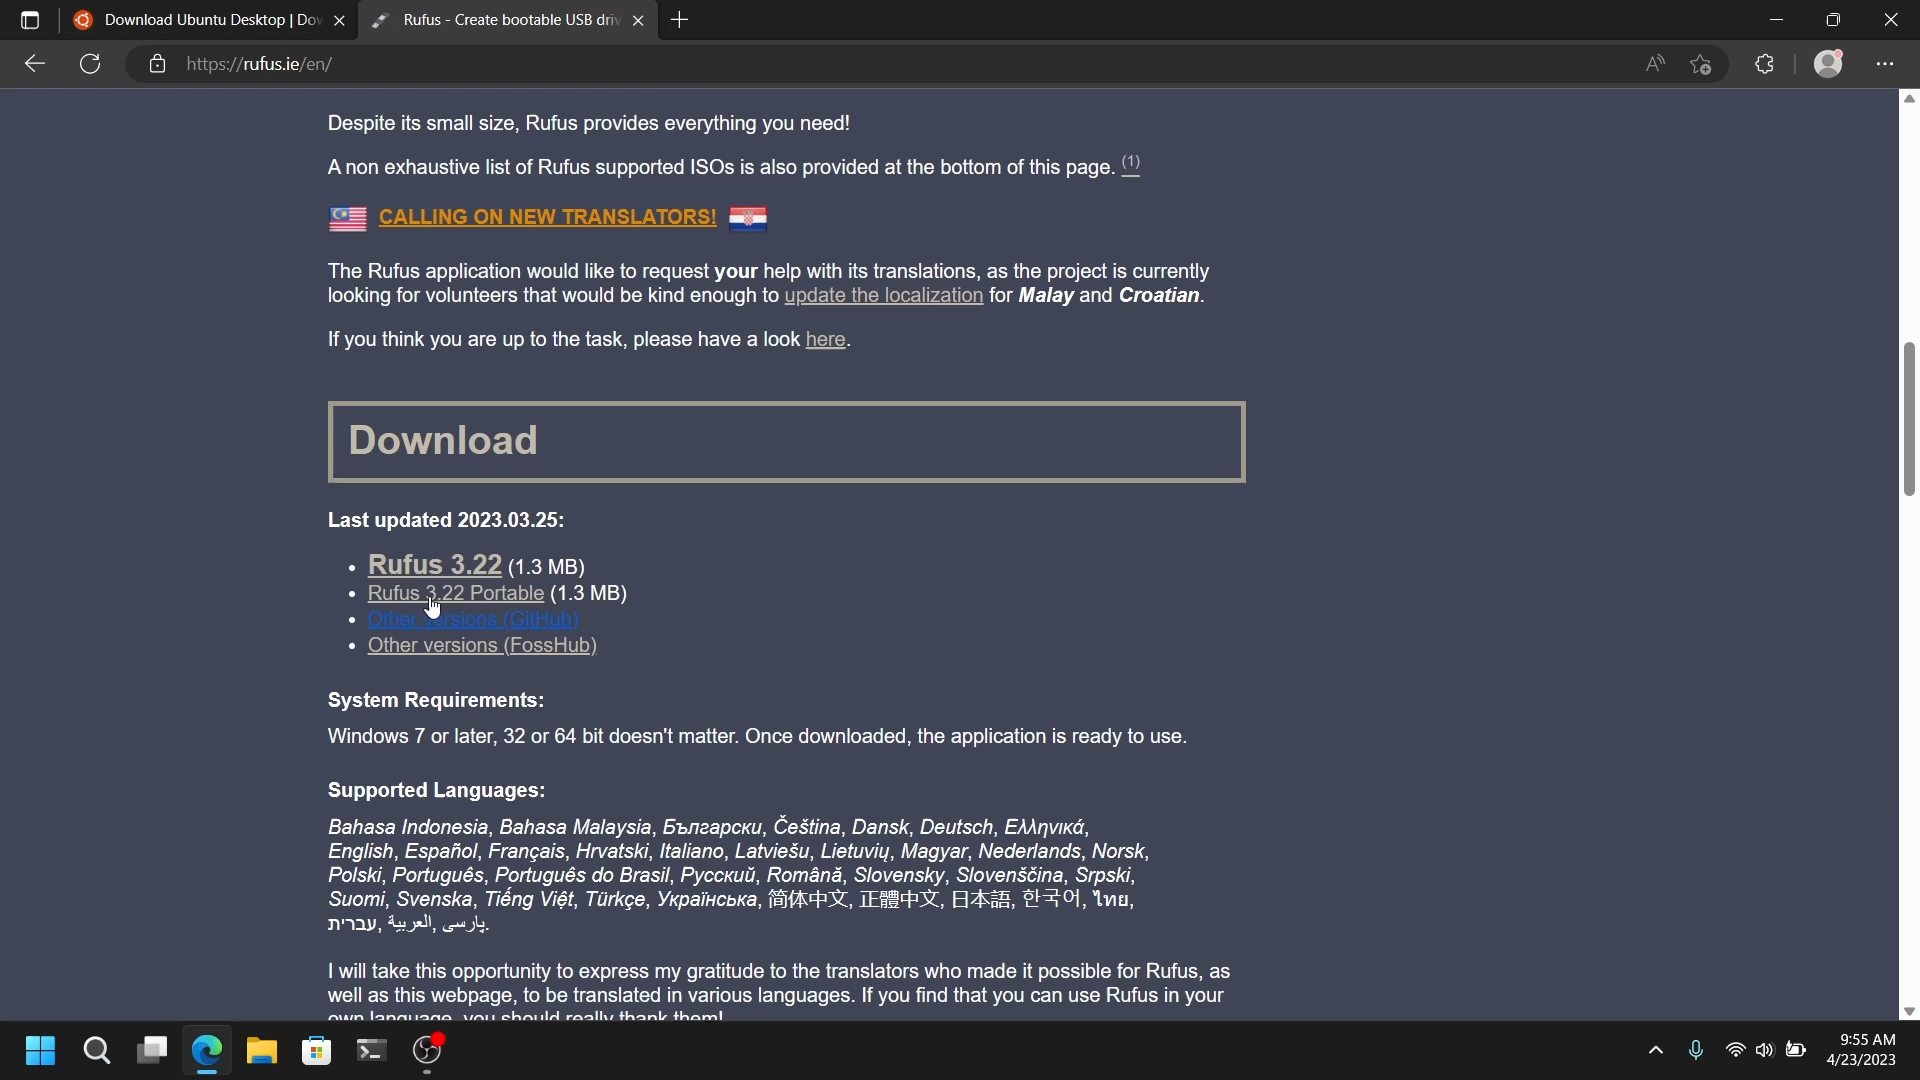 Download Ubuntu Desktop | Dow
Rufus - Create bootable USB driv
https://rufus.ie/en/
Despite its small size, Rufus provides everything you need!
A non exhaustive list of Rufus supported ISOs is also provided at the bottom of this page. (1)
CALLING ON NEW TRANSLATORS!
The Rufus application would like to request your help with its translations, as the project is currently
looking for volunteers that would be kind enough to update the localization for Malay and Croatian.
If you think you are up to the task, please have a look here.
Download
Last updated 2023.03.25:
• Rufus 3.22 (1.3 MB)
• Rufus 3.22 Portable (1.3 MB)
• Other versions (GitHub)
• Other versions (FossHub)
System Requirements:
Windows 7 or later, 32 or 64 bit doesn't matter. Once downloaded, the application is ready to use.
Supported Languages:
Bahasa Indonesia, Bahasa Malaysia, Български, Čeština, Dansk, Deutsch, Ελληνικά,
English, Español, Français, Hrvatski, Italiano, Latviešu, Lietuvių, Magyar, Nederlands, Norsk,
Polski, Português, Português do Brasil, Русский, Română, Slovensky, Slovenščina, Srpski,
Suomi, Svenska, Tiếng Việt, Türkçe, Українська, 简体中文, 正體中文, 日本語, 한국어, ไทย,
עברית, العربية, پارسی.
I will take this opportunity to express my gratitude to the translators who made it possible for Rufus, as
well as this webpage, to be translated in various languages. If you find that you can use Rufus in your
own language, you should really thank them!
9:55 AM
4/23/2023